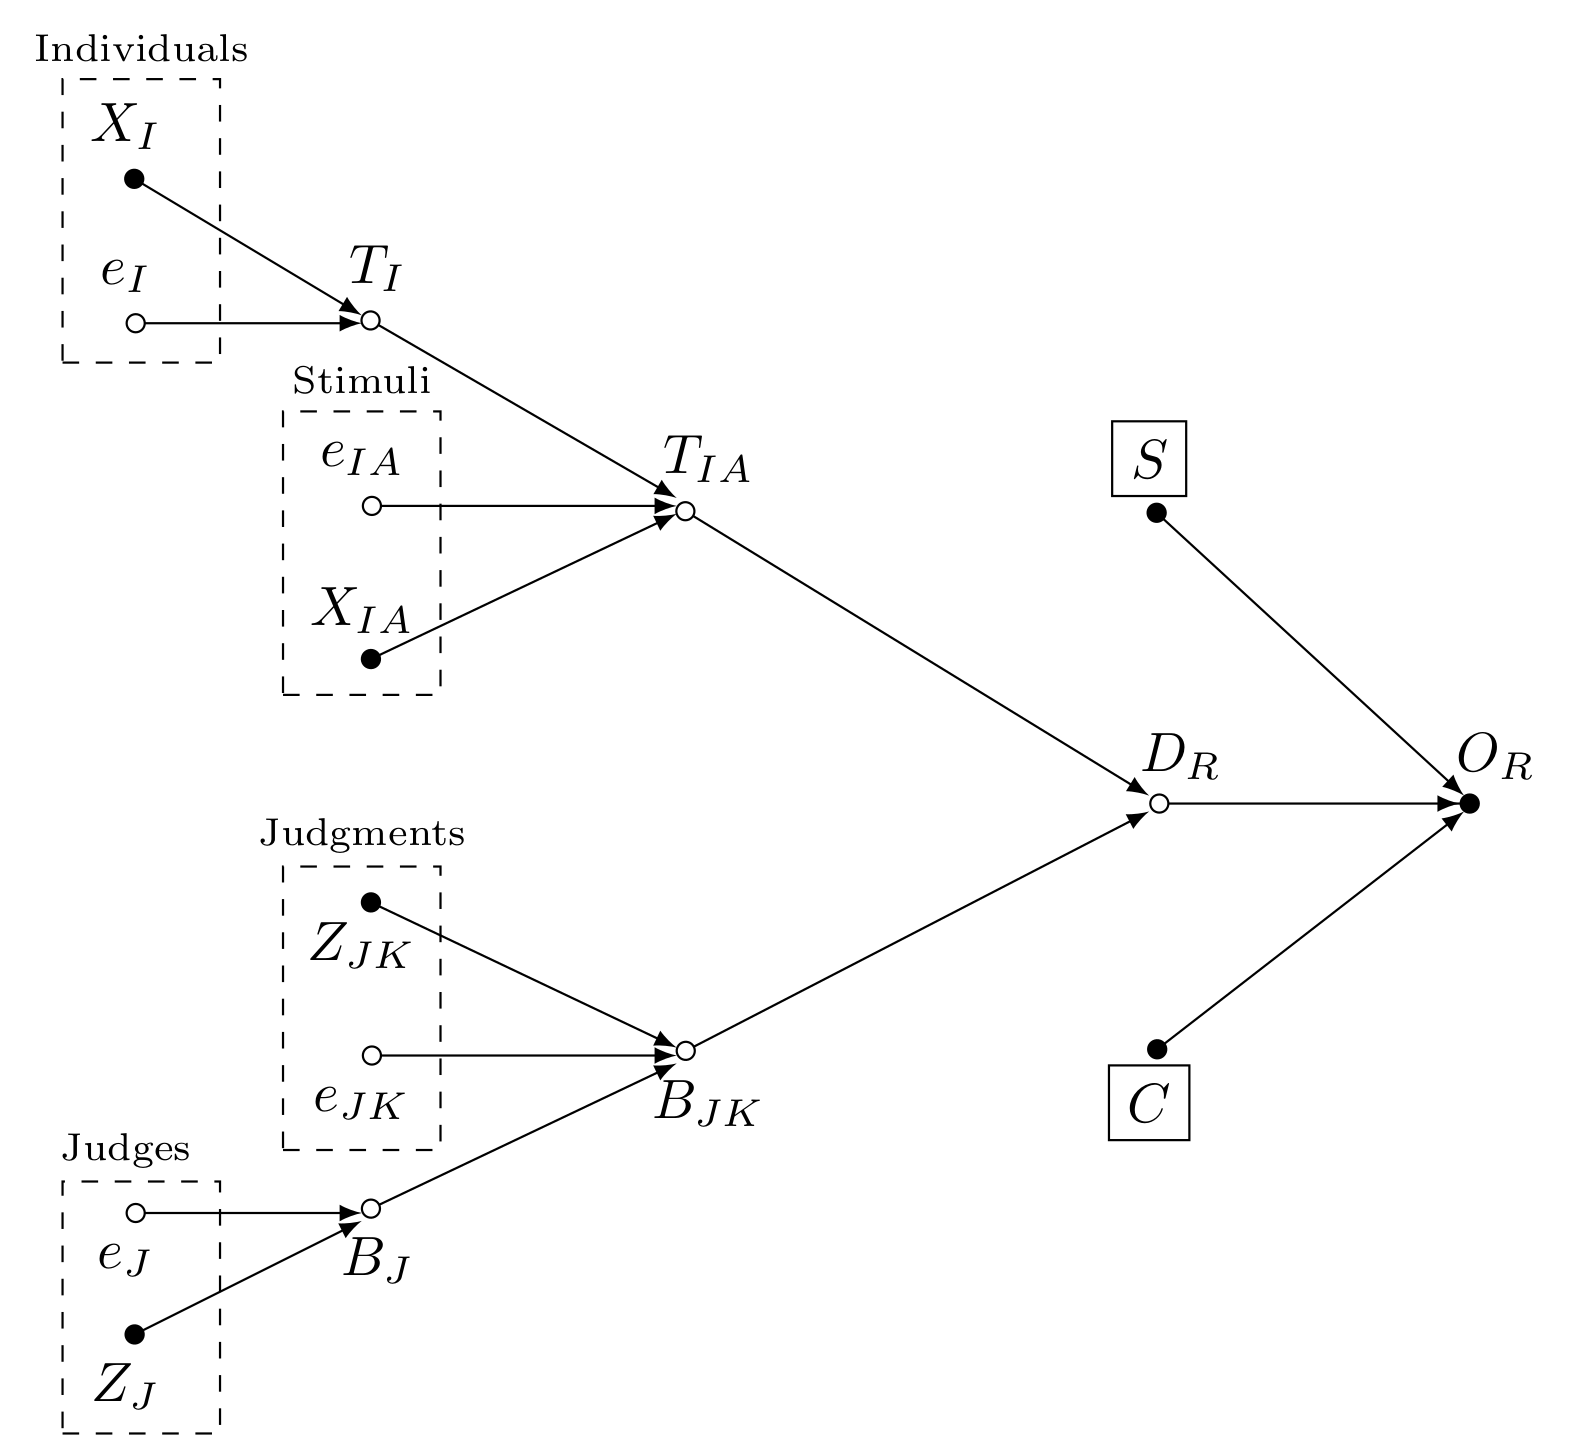 Individuals
X_I
e_I
T_I
Stimuli
e_{IA}
T_{IA}
S
X_{IA}
D_R
O_R
Judgments
Z_{JK}
e_{JK}
B_{JK}
C
Judges
e_J
B_J
Z_J